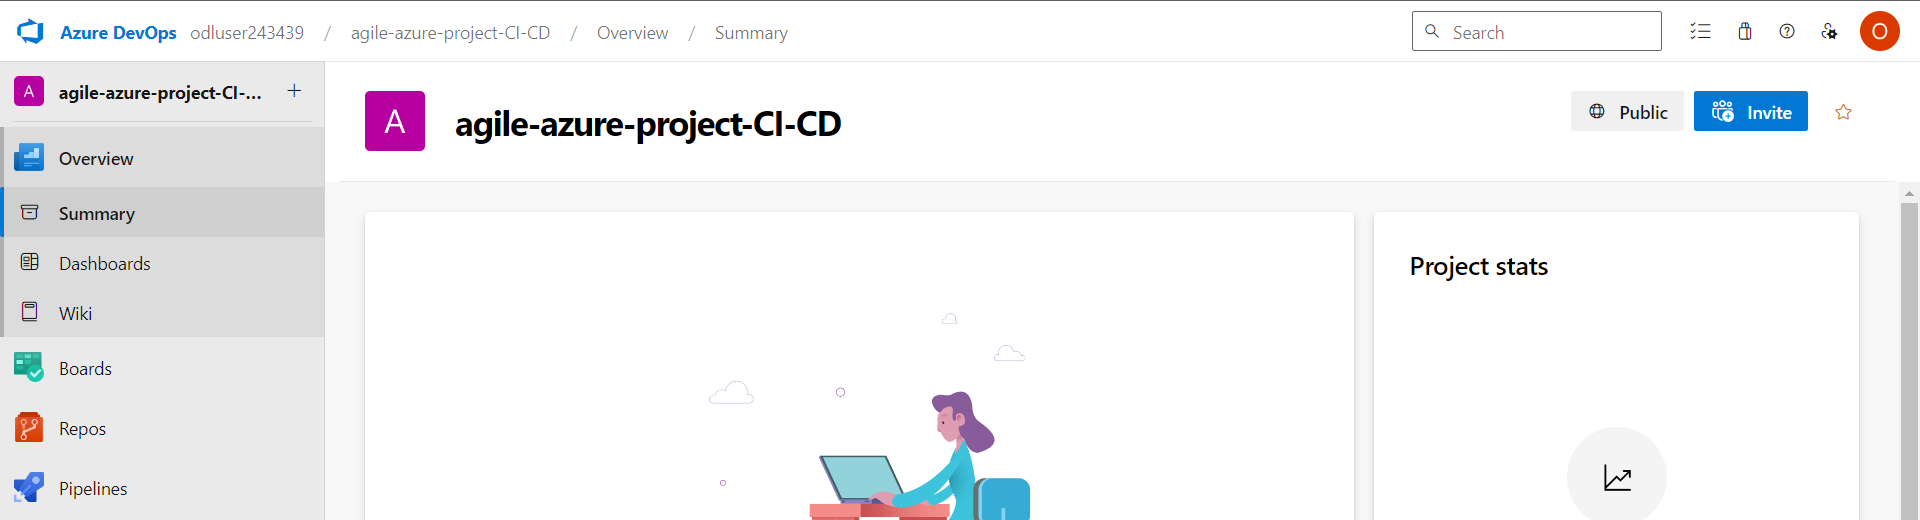 Azure DevOps odluser243439 / agile-azure-project-CI-CD / Overview / Summary Search O
A agile-azure-project-CI-... +
A agile-azure-project-CI-CD Public Invite
Overview
Summary
Dashboards
Wiki
Boards
Repos
Pipelines
Project stats